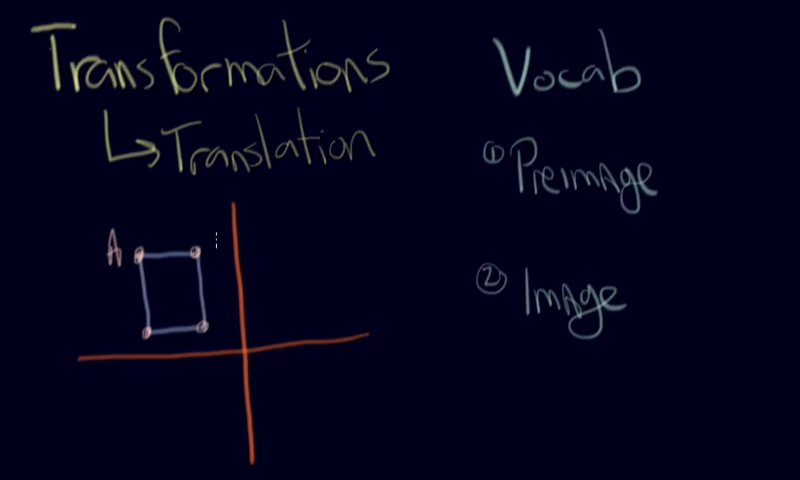 Transformations
↳ Translation
Vocab
① Preimage
② Image
A